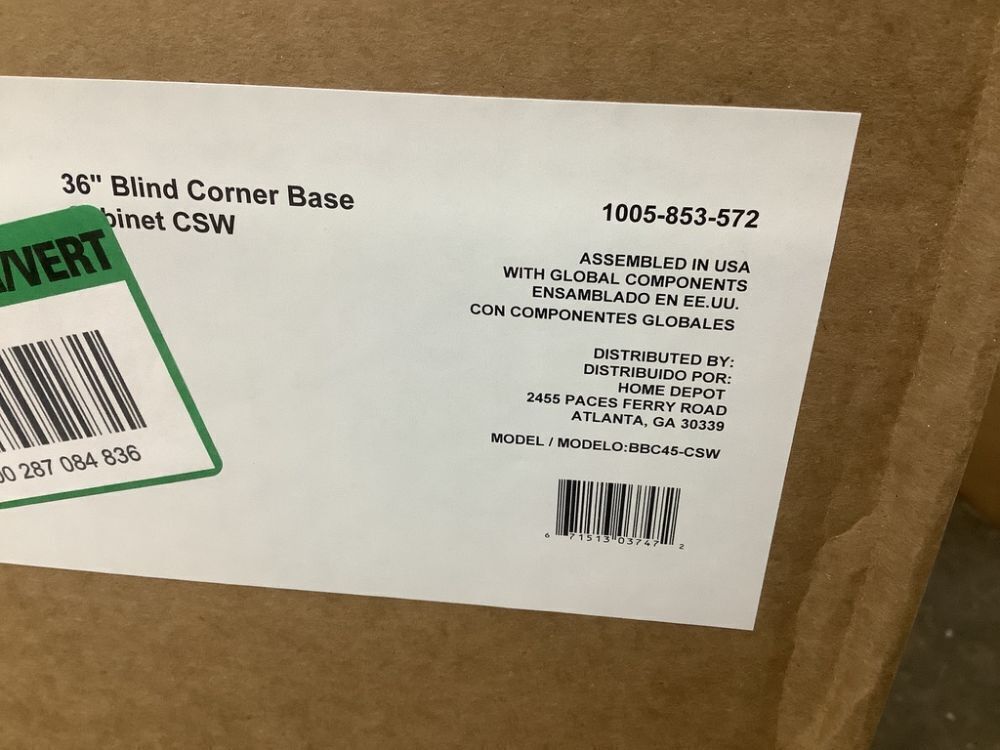 36" Blind Corner Base
binet CSW
/VERT
287 084 836
1005-853-572
ASSEMBLED IN USA
WITH GLOBAL COMPONENTS
ENSAMBLADO EN EE.UU.
CON COMPONENTES GLOBALES
DISTRIBUTED BY:
DISTRIBUIDO POR:
HOME DEPOT
2455 PACES FERRY ROAD
ATLANTA, GA 30339
MODEL / MODELO:BBC45-CSW
6 71513 03747 2